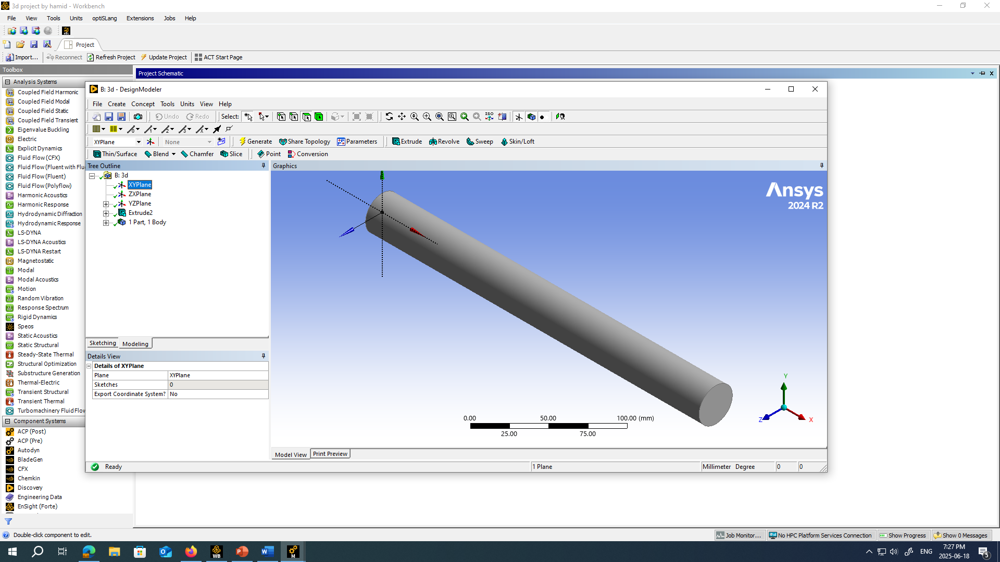 3d project by hamid - Workbench
File View Tools Units optiSLang Extensions Jobs Help
Project
Import... Reconnect Refresh Project Update Project ACT Start Page
Toolbox
Project Schematic
Analysis Systems
Coupled Field Harmonic
Coupled Field Modal
Coupled Field Static
Coupled Field Transient
Eigenvalue Buckling
Electric
Explicit Dynamics
Fluid Flow (CFX)
Fluid Flow (Fluent with Flu
Fluid Flow (Fluent)
Fluid Flow (Polyflow)
Harmonic Acoustics
Harmonic Response
Hydrodynamic Diffraction
Hydrodynamic Response
LS-DYNA
LS-DYNA Acoustics
LS-DYNA Restart
Magnetostatic
Modal
Modal Acoustics
Motion
Random Vibration
Response Spectrum
Rigid Dynamics
Speos
Static Acoustics
Static Structural
Steady-State Thermal
Structural Optimization
Substructure Generation
Thermal-Electric
Transient Structural
Transient Thermal
Turbomachinery Fluid Flow
Component Systems
ACP (Post)
ACP (Pre)
Autodyn
BladeGen
CFX
Chemkin
Discovery
Engineering Data
EnSight (Forte)
B: 3d - DesignModeler
File Create Concept Tools Units View Help
Undo Redo Select: ISO
XYPlane None Generate Share Topology Parameters Extrude Revolve Sweep Skin/Loft
Thin/Surface Blend Chamfer Slice Point Conversion
Tree Outline
B: 3d
XYPlane
ZXPlane
YZPlane
Extrude2
1 Part, 1 Body
Sketching Modeling
Details View
Details of XYPlane
Plane XYPlane
Sketches 0
Export Coordinate System? No
Graphics
Ansys
2024 R2
Y
Z X
0.00 50.00 100.00 (mm)
25.00 75.00
Model View Print Preview
Ready 1 Plane Millimeter Degree 0 0
Double-click component to edit.
Job Monitor... No HPC Platform Services Connection Show Progress Show 0 Messages
WB M ENG 7:27 PM
2025-06-18
5